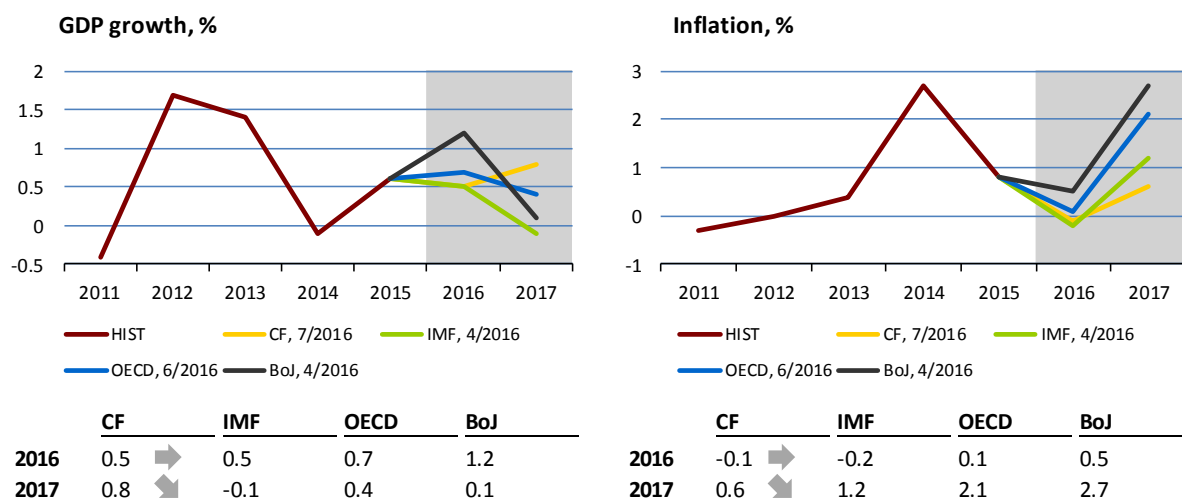 GDP growth, %
2
1.5
1
0.5
0
-0.5
2011 2012 2013 2014 2015 2016 2017
HIST CF, 7/2016 IMF, 4/2016
OECD, 6/2016 BoJ, 4/2016
CF IMF OECD BoJ
2016 0.5 0.5 0.7 1.2
2017 0.8 -0.1 0.4 0.1
Inflation, %
3
2
1
0
-1
2011 2012 2013 2014 2015 2016 2017
HIST CF, 7/2016 IMF, 4/2016
OECD, 6/2016 BoJ, 4/2016
CF IMF OECD BoJ
2016 -0.1 -0.2 0.1 0.5
2017 0.6 1.2 2.1 2.7